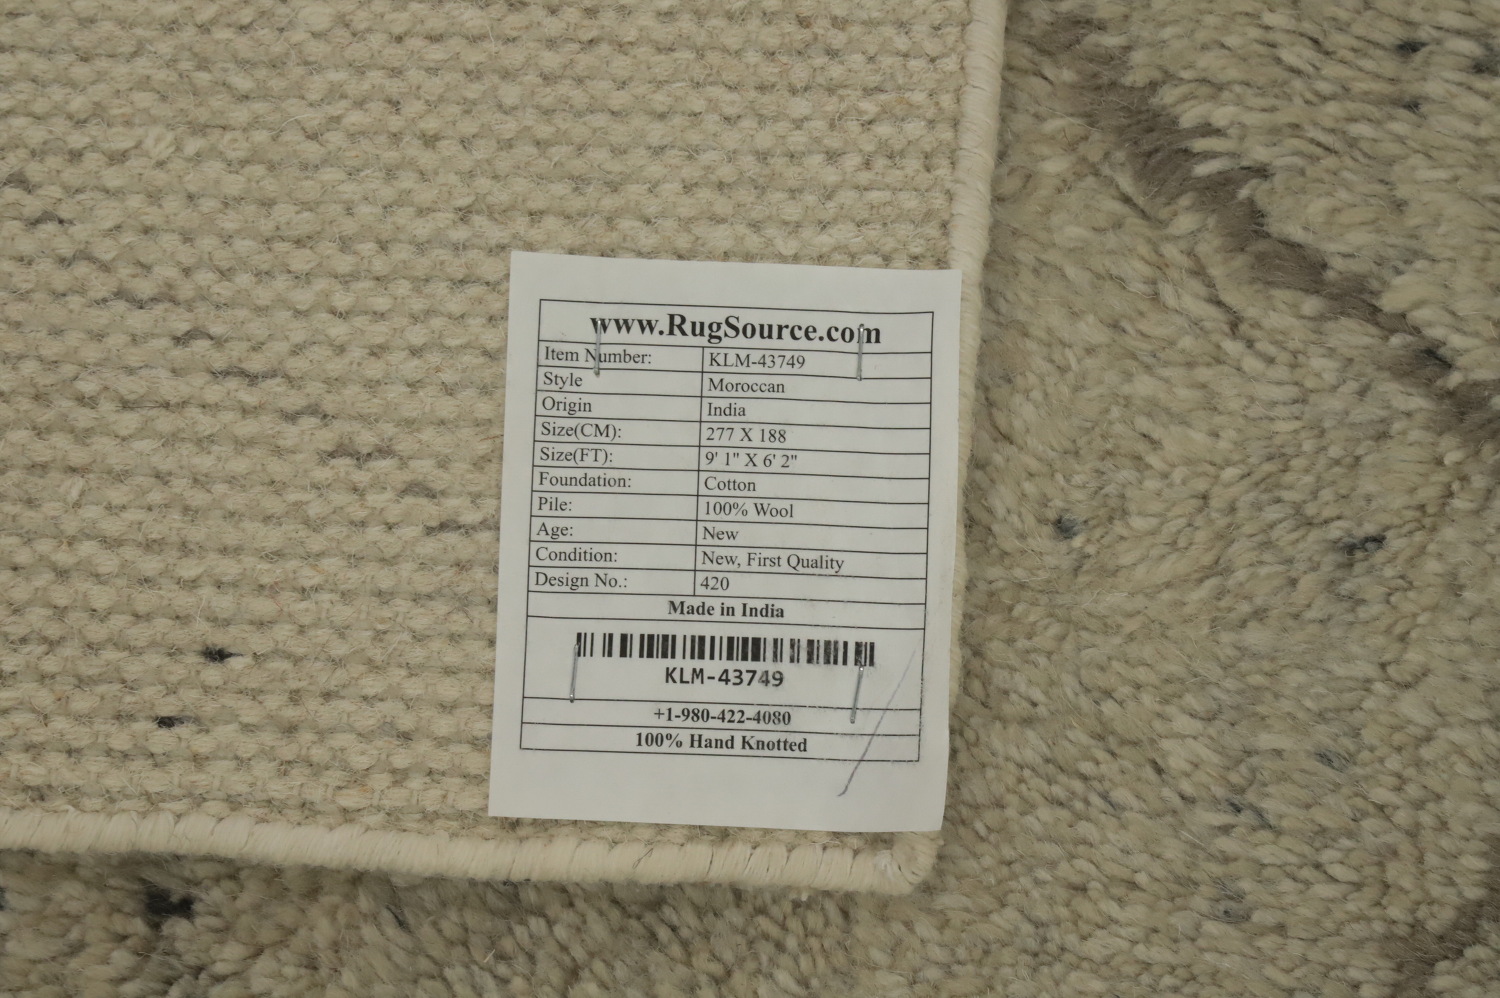 www.RugSource.com
Item Number: KLM-43749
Style Moroccan
Origin India
Size(CM): 277 X 188
Size(FT): 9' 1" X 6' 2"
Foundation: Cotton
Pile: 100% Wool
Age: New
Condition: New, First Quality
Design No.: 420
Made in India
KLM-43749
+1-980-422-4080
100% Hand Knotted